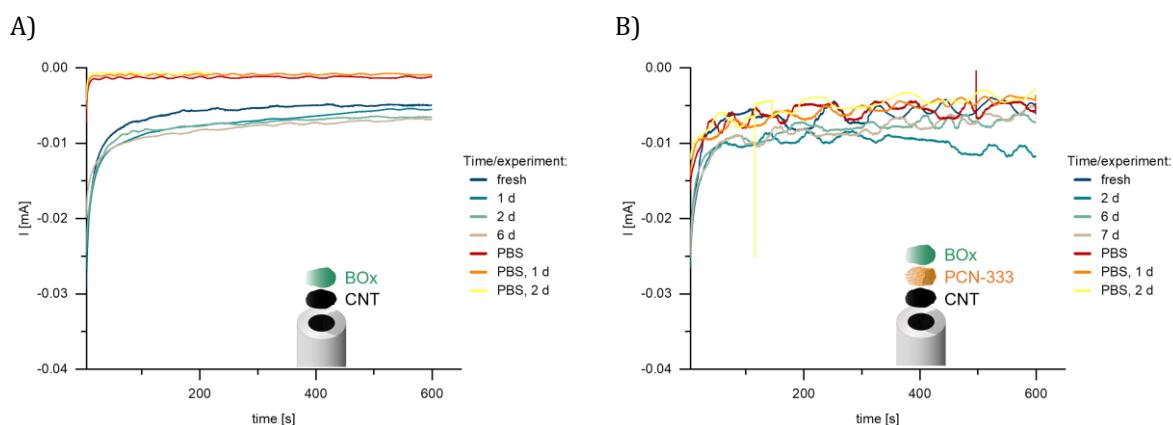 A)
0.00
-0.01
-0.02
-0.03
-0.04
I [mA]
200
400
600
time [s]
BOx
CNT
Time/experiment:
fresh
1 d
2 d
6 d
PBS
PBS, 1 d
PBS, 2 d
B)
0.00
-0.01
-0.02
-0.03
-0.04
I [mA]
200
400
600
time [s]
BOx
PCN-333
CNT
Time/experiment:
fresh
2 d
6 d
7 d
PBS
PBS, 1 d
PBS, 2 d